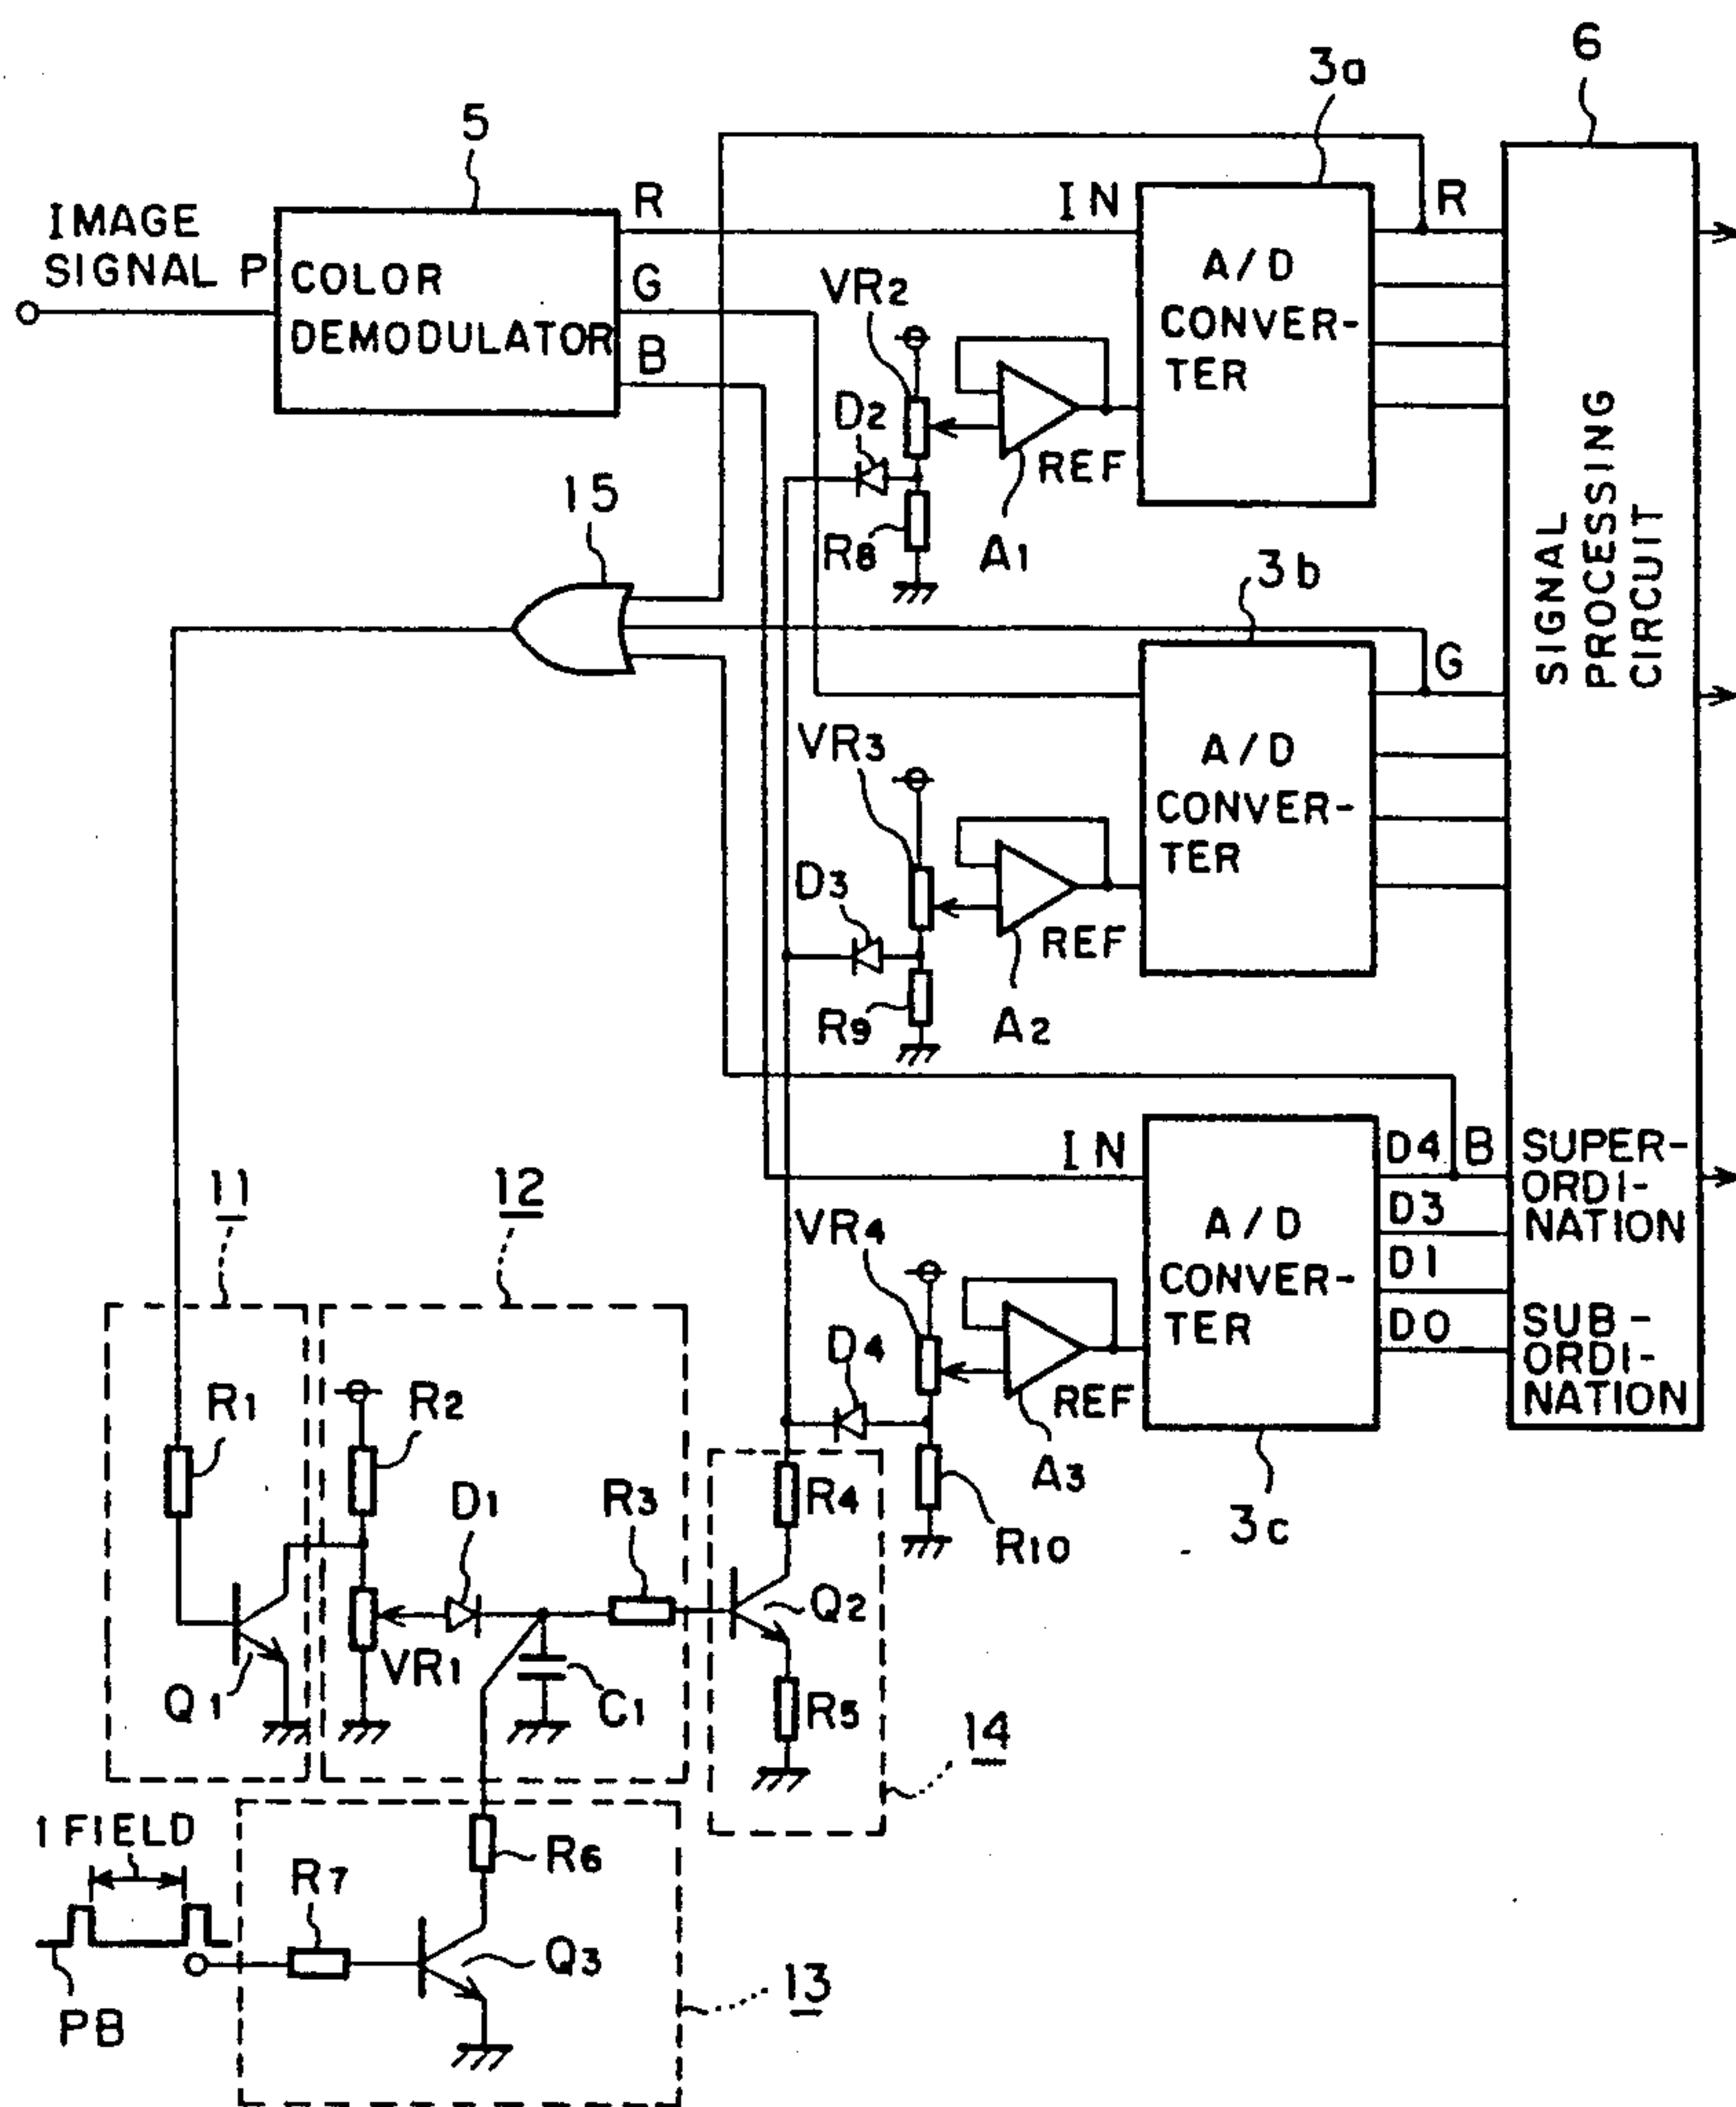 6
3a
5
IMAGE
SIGNAL P
COLOR
DEMODULATOR
R
G
B
IN
A/D
CONVER-
TER
R
VR2
D2
REF
R8
A1
15
3b
G
SIGNAL
PROCESSING
CIRCUIT
VR3
A/D
CONVER-
TER
D3
REF
R9
A2
IN
D4
B
SUPER-
ORDI-
NATION
D3
D1
D0
SUB-
ORDI-
NATION
A/D
CONVER-
TER
VR4
D4
REF
A3
R10
3c
11
12
R1
R2
D1
R3
R4
Q2
Q1
VR1
C1
R5
14
1 FIELD
R6
R7
Q3
PB
13